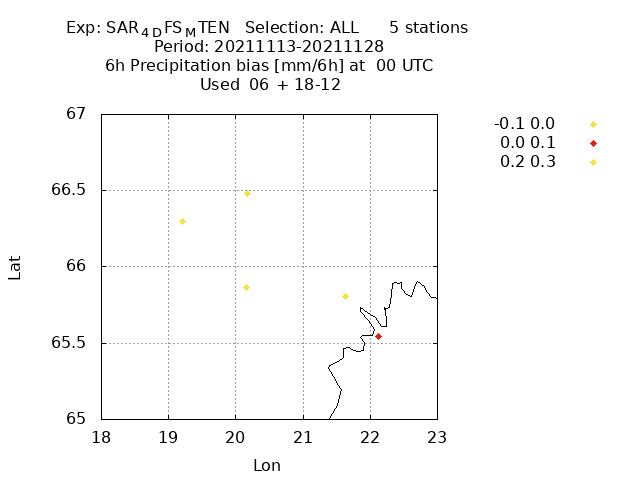 Exp: SAR4DFSMTEN   Selection: ALL      5 stations
Period: 20211113-20211128
6h Precipitation bias [mm/6h] at  00 UTC
Used  06 + 18-12
-0.1 0.0
0.0 0.1
0.2 0.3
67
66.5
66
65.5
65
Lat
18 19 20 21 22 23
Lon